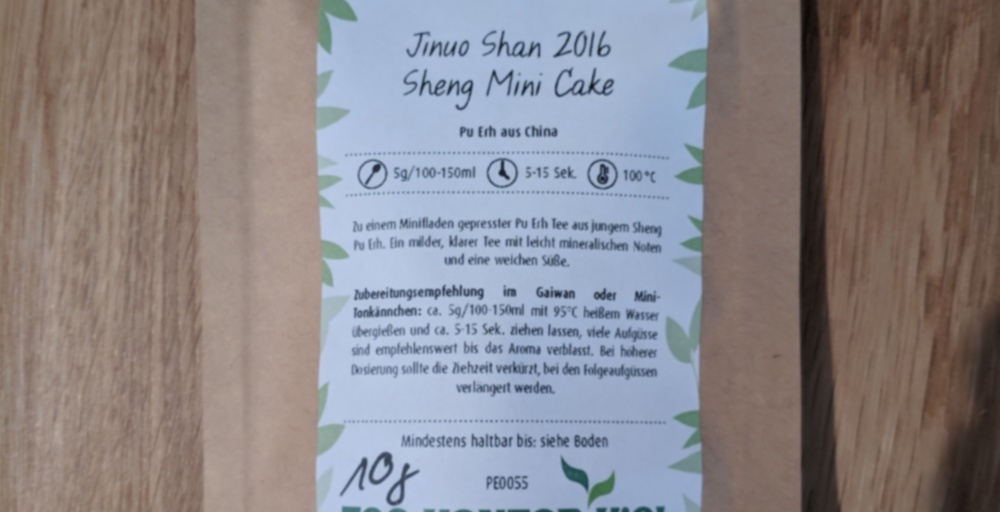 Jinuo Shan 2016
Sheng Mini Cake
Pu Erh aus China
5g/100-150ml 5-15 Sek. 100°C
Zu einem Minifladen gepresster Pu Erh Tee aus jungem Sheng
Pu Erh. Ein milder, klarer Tee mit leicht mineralischen Noten
und eine weichen Süße.
Zubereitungsempfehlung im Gaiwan oder Mini-
Tonkännchen: ca. 5g/100-150ml mit 95°C heißem Wasser
übergießen und ca. 5-15 Sek. ziehen lassen, viele Aufgüsse
sind empfehlenswert bis das Aroma verblasst. Bei höherer
Dosierung sollte die Ziehzeit verkürzt, bei den Folgeaufgüssen
verlängert werden.
Mindestens haltbar bis: siehe Boden
10g
PE0055